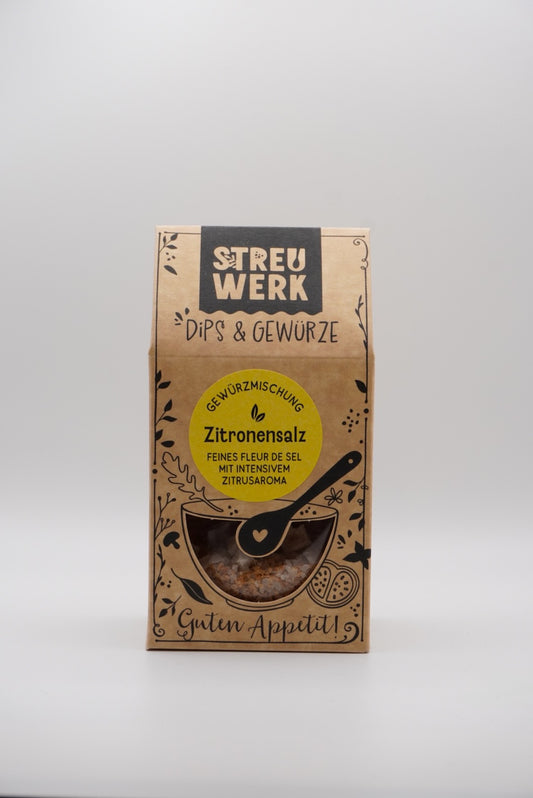 STREU
WERK
DiPS & GEWÜRZE
GEWÜRZMISCHUNG
Zitronensalz
FEINES FLEUR DE SEL
MIT INTENSIVEM
ZITRUSAROMA
Guten Appetit!